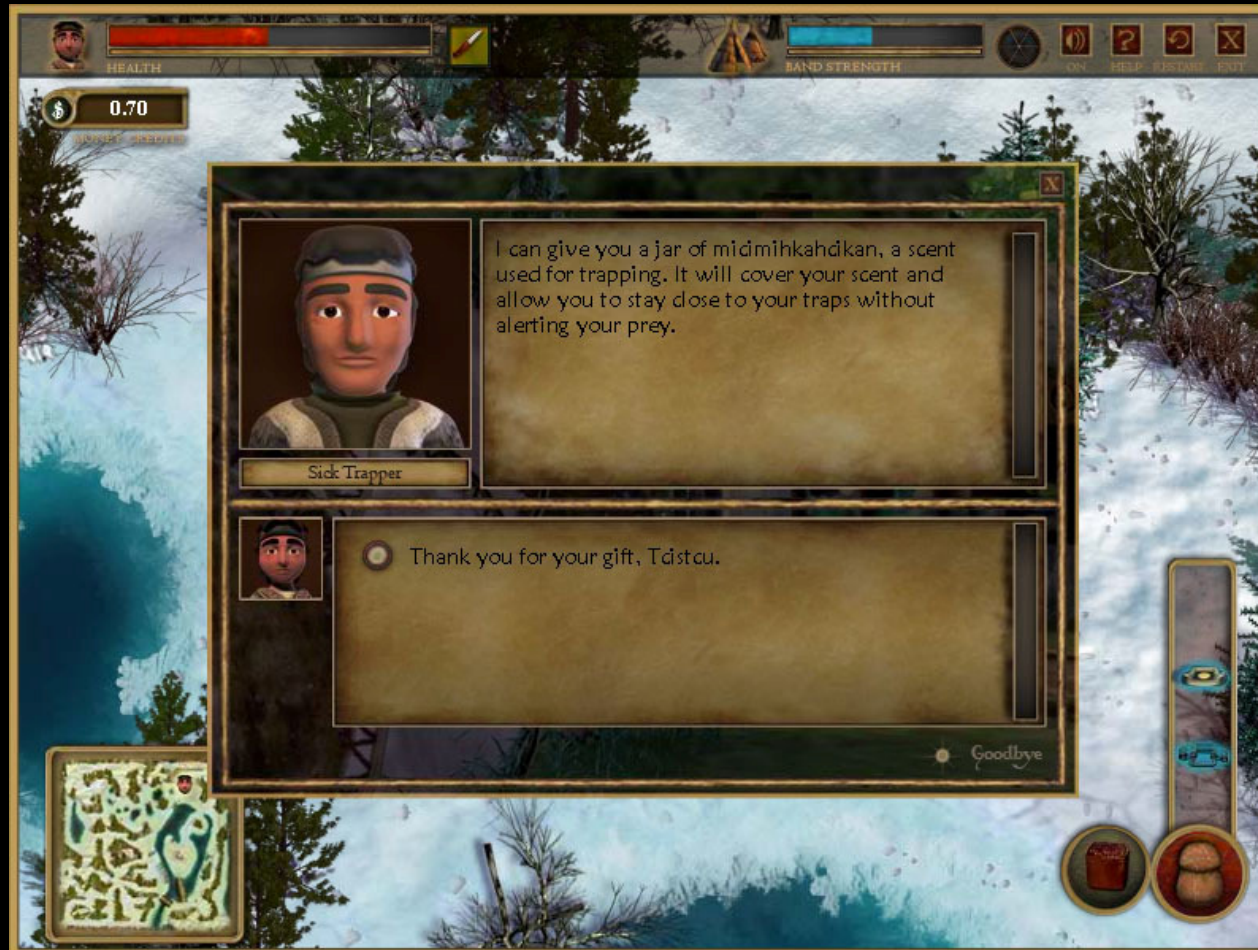 HEALTH
BAND STRENGTH
ON
HELP
RESTART
EXIT
$ 0.70
MONEY CREDITS
X
I can give you a jar of micimihkahcikan, a scent
used for trapping. It will cover your scent and
allow you to stay close to your traps without
alerting your prey.
Sick Trapper
Thank you for your gift, Tcistcu.
Goodbye